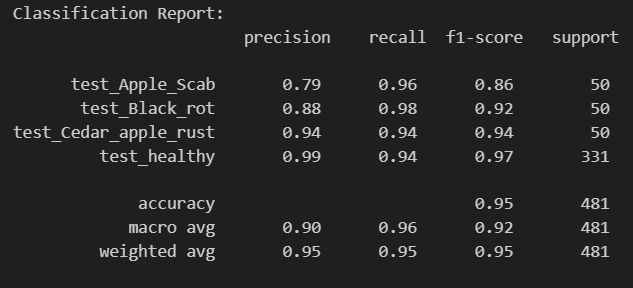 Classification Report:
precision recall f1-score support
test_Apple_Scab 0.79 0.96 0.86 50
test_Black_rot 0.88 0.98 0.92 50
test_Cedar_apple_rust 0.94 0.94 0.94 50
test_healthy 0.99 0.94 0.97 331
accuracy 0.95 481
macro avg 0.90 0.96 0.92 481
weighted avg 0.95 0.95 0.95 481